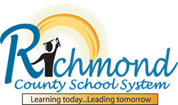 Richmond
County School System
Learning today...Leading tomorrow